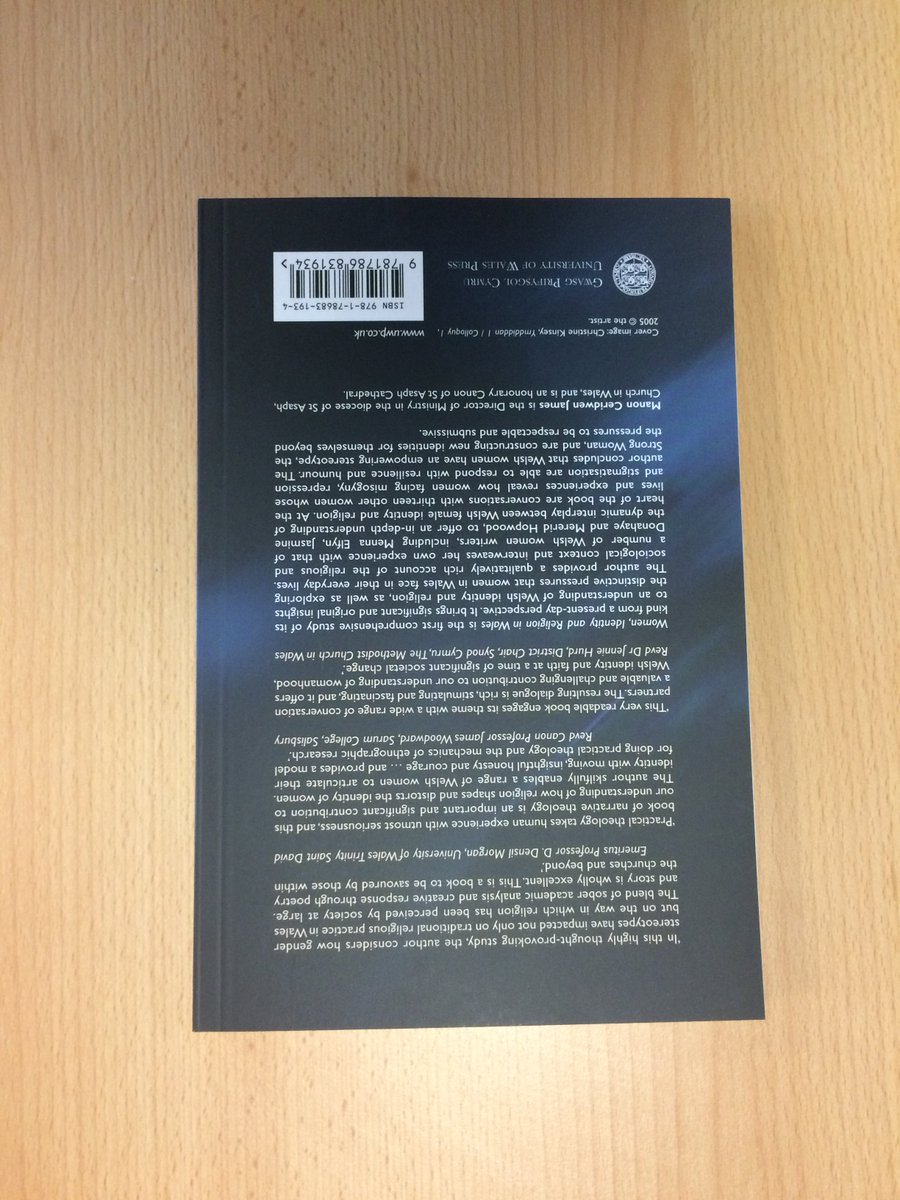 'In this highly thought-provoking study, the author considers how gender
stereotypes have impacted not only on traditional religious practice in Wales
but on the way in which religion has been perceived by society at large.
The blend of sober academic analysis and creative response through poetry
and story is wholly excellent. This is a book to be savoured by those within
the churches and beyond.'
Emeritus Professor D. Densil Morgan, University of Wales Trinity Saint David
'Practical theology takes human experience with utmost seriousness, and this
book of narrative theology is an important and significant contribution to
our understanding of how religion shapes and distorts the identity of women.
The author skilfully enables a range of Welsh women to articulate their
identity with moving, insightful honesty and courage … and provides a model
for doing practical theology and the mechanics of ethnographic research.'
Revd Canon Professor James Woodward, Sarum College, Salisbury
'This very readable book engages its theme with a wide range of conversation
partners. The resulting dialogue is rich, stimulating and fascinating, and it offers
a valuable and challenging contribution to our understanding of womanhood,
Welsh identity and faith at a time of significant societal change.'
Revd Dr Jennie Hurd, District Chair, Synod Cymru, The Methodist Church in Wales
Women, Identity and Religion in Wales is the first comprehensive study of its
kind from a present-day perspective. It brings significant and original insights
to an understanding of Welsh identity and religion, as well as exploring
the distinctive pressures that women in Wales face in their everyday lives.
The author provides a qualitatively rich account of the religious and
sociological context and interweaves her own experience with that of
a number of Welsh women writers, including Menna Elfyn, Jasmine
Donahaye and Mererid Hopwood, to offer an in-depth understanding of
the dynamic interplay between Welsh female identity and religion. At the
heart of the book are conversations with thirteen other women whose
lives and experiences reveal how women facing misogyny, repression
and stigmatisation are able to respond with resilience and humour. The
author concludes that Welsh women have an empowering stereotype, the
Strong Woman, and are constructing new identities for themselves beyond
the pressures to be respectable and submissive.
Manon Ceridwen James is the Director of Ministry in the diocese of St Asaph,
Church in Wales, and is an honorary Canon of St Asaph Cathedral.
Cover image: Christine Kinsey, Ymddiddan 1 / Colloquy 1,
2005 © the artist.
www.uwp.co.uk
GWASG PRIFYSGOL CYMRU
UNIVERSITY OF WALES PRESS
ISBN 978-1-78683-193-4
9 781786 831934 >